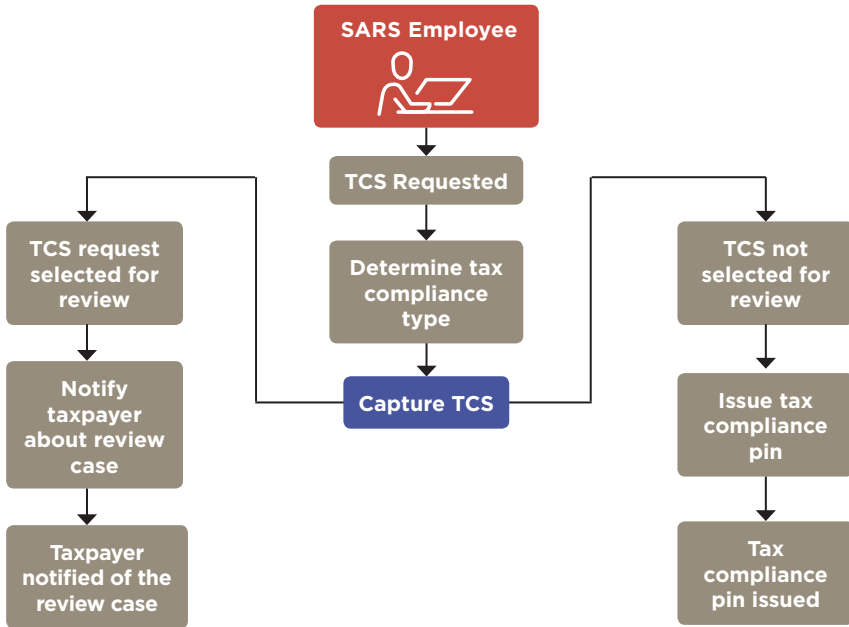 SARS Employee
TCS Requested
Determine tax
compliance
type
Capture TCS
TCS request
selected for
review
Notify
taxpayer
about review
case
Taxpayer
notified of the
review case
TCS not
selected for
review
Issue tax
compliance
pin
Tax
compliance
pin issued